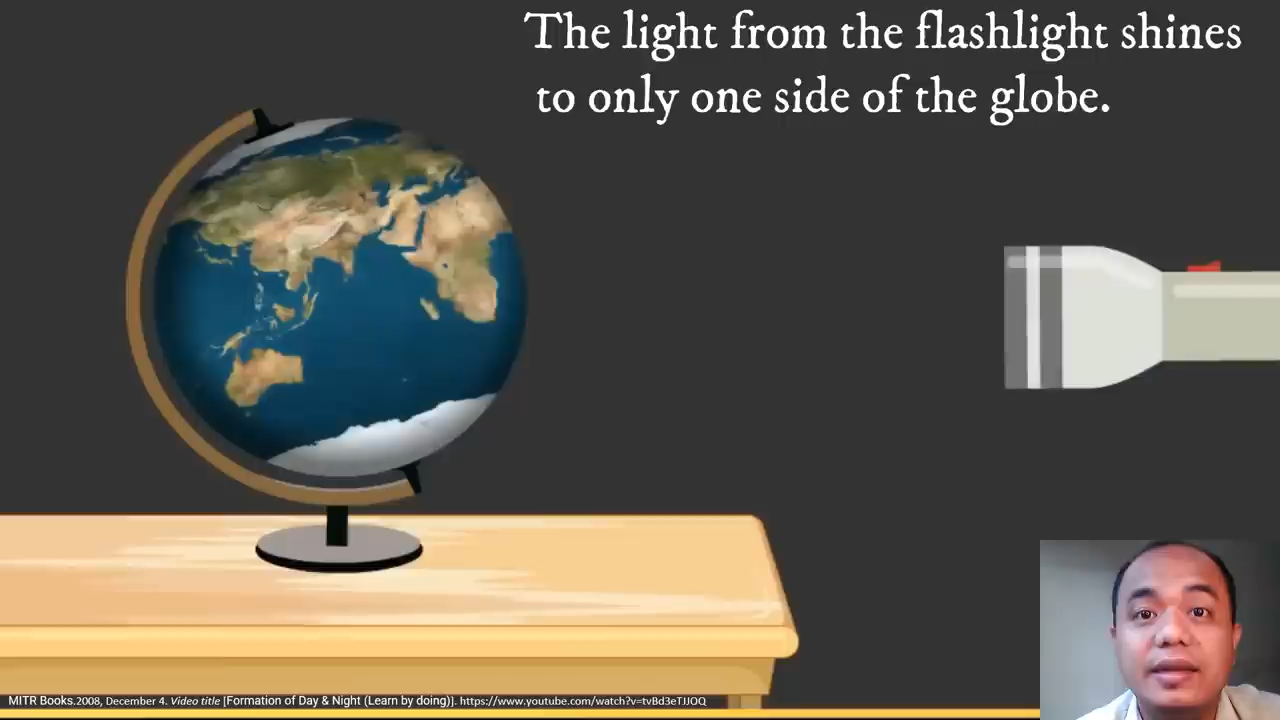 The light from the flashlight shines
to only one side of the globe.
MITR Books.2008, December 4. Video title [Formation of Day & Night (Learn by doing)]. https://www.youtube.com/watch?v=tvBd3eTJJOQ